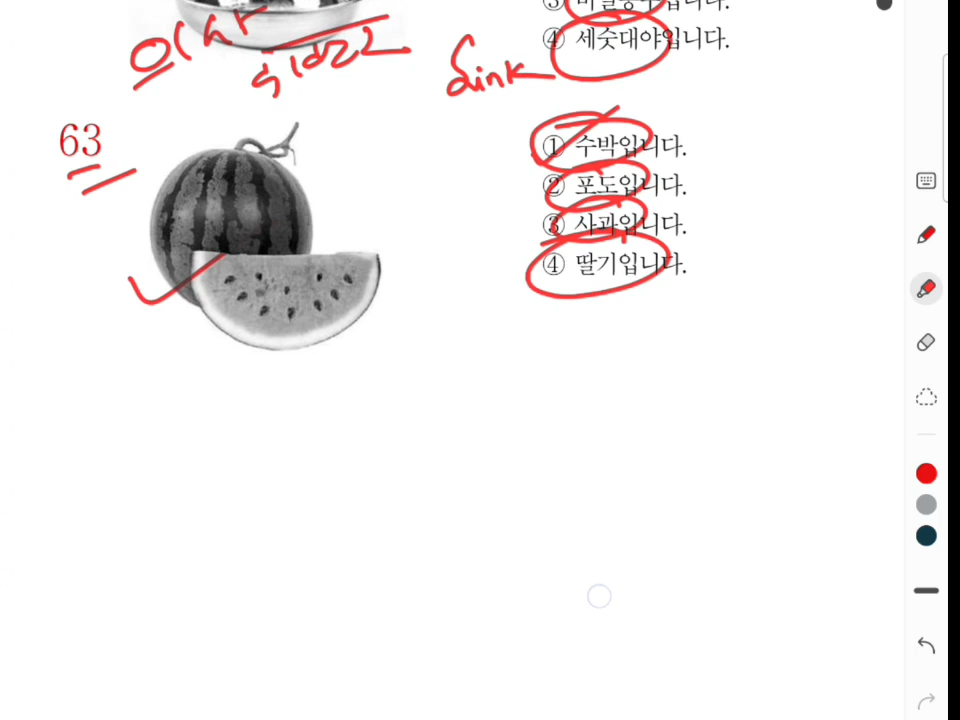 ④ 세숫대야입니다.
sink
63
① 수박입니다.
② 포도입니다.
③ 사과입니다.
④ 딸기입니다.